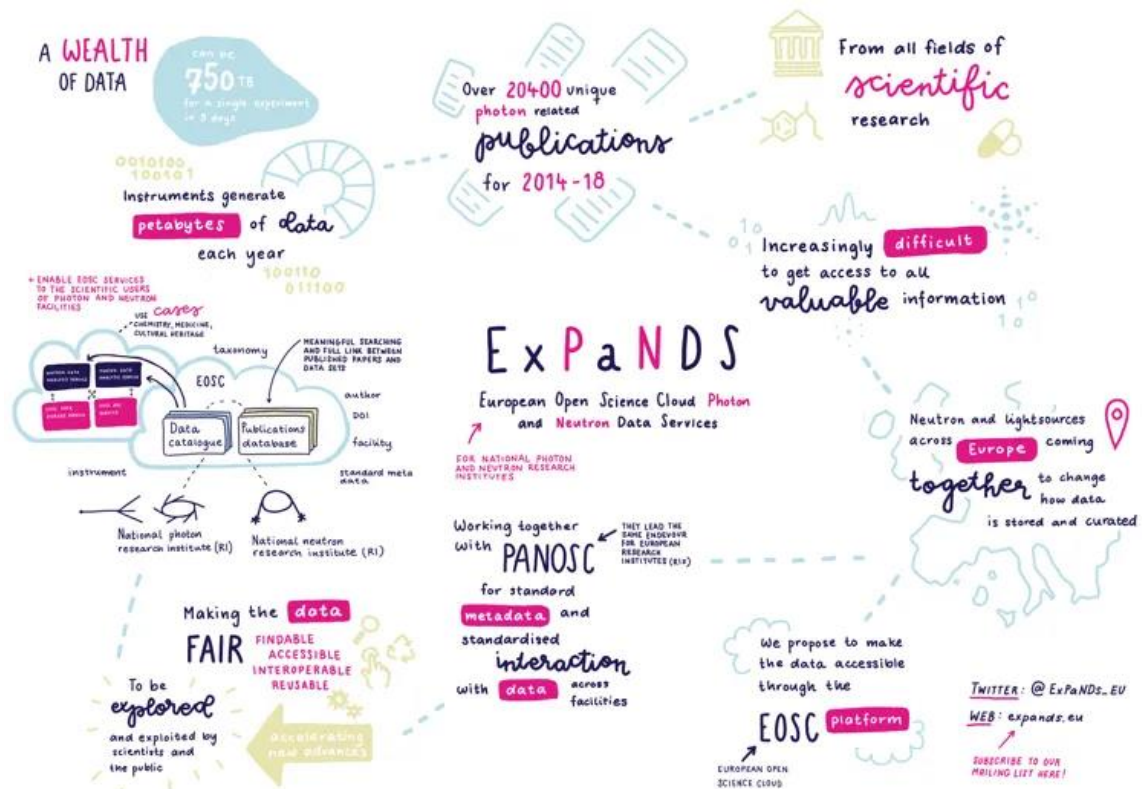 A WEALTH
OF DATA
can be
750 TB
for a single experiment
in 3 days
0010100
100101
Instruments generate
petabytes of data
each year
100110
011100
Over 20400 unique
photon related
publications
for 2014-18
From all fields of
scientific
research
10
01
Increasingly difficult
to get access to all
valuable information
10
10
+ ENABLE EOSC SERVICES
TO THE SCIENTIFIC USERS
OF PHOTON AND NEUTRON
FACILITIES
USE cases
CHEMISTRY, MEDICINE,
CULTURAL HERITAGE
taxonomy
MEANINGFUL SEARCHING
AND FULL LINK BETWEEN
PUBLISHED PAPERS AND
DATA SETS
EOSC
author
DOI
facility
standard meta
data
Data
catalogue
Publications
database
instrument
National photon
research institute (RI)
National neutron
research institute (RI)
ExPaNDS
European Open Science Cloud Photon
and Neutron Data Services
FOR NATIONAL PHOTON
AND NEUTRON RESEARCH
INSTITUTES
Neutron and lightsources
across Europe coming
together to change
how data
is stored and curated
Working together
with PANOSC
THEY LEAD THE
SAME ENDEAVOUR
FOR EUROPEAN
RESEARCH
INSTITUTES (RIs)
for standard
metadata and
standardised
interaction
with data across
facilities
We propose to make
the data accessible
through the
EOSC platform
EUROPEAN OPEN
SCIENCE CLOUD
TWITTER: @ExPaNDS_EU
WEB: expands.eu
SUBSCRIBE TO OUR
MAILING LIST HERE!
Making the data
FAIR
FINDABLE
ACCESSIBLE
INTEROPERABLE
REUSABLE
To be
explored
and exploited by
scientists and
the public
accelerating
new advances